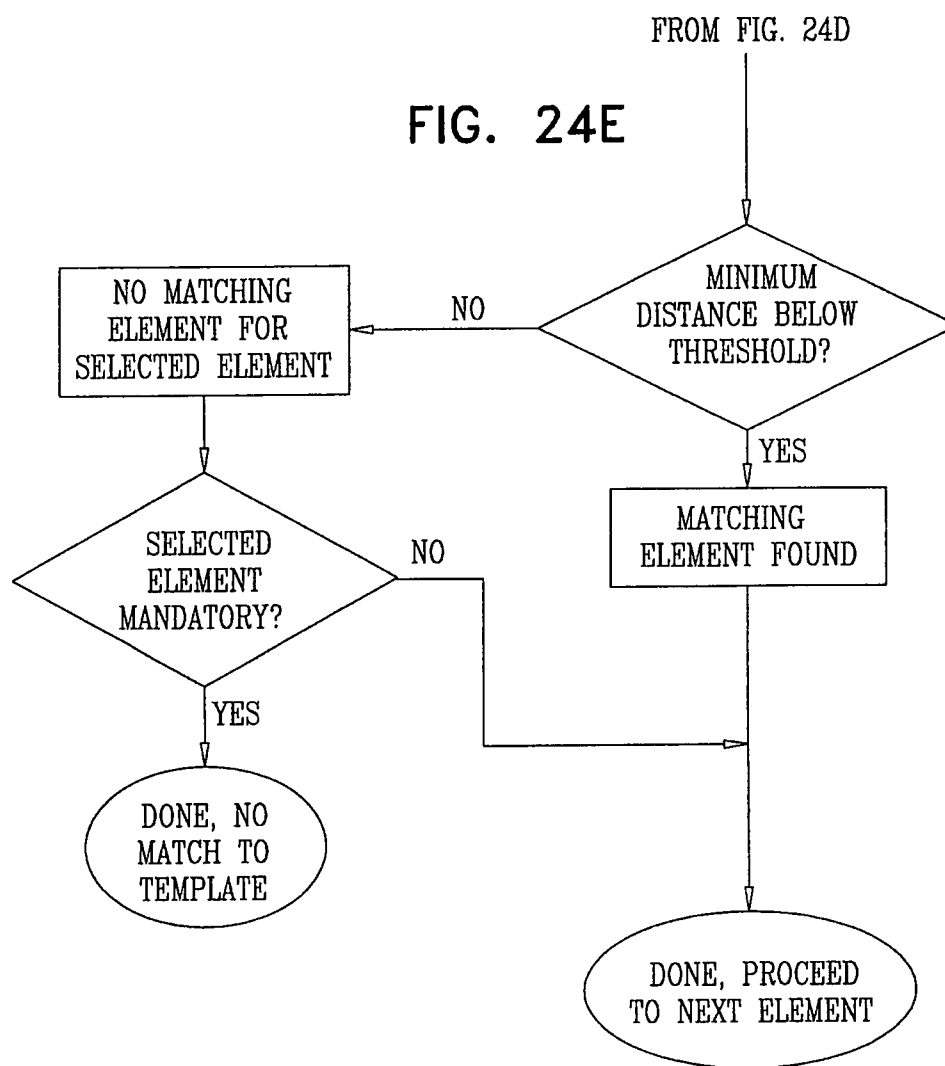 FROM FIG. 24D
FIG. 24E
MINIMUM
DISTANCE BELOW
THRESHOLD?
NO
NO MATCHING
ELEMENT FOR
SELECTED ELEMENT
YES
MATCHING
ELEMENT FOUND
SELECTED
ELEMENT
MANDATORY?
NO
YES
DONE, NO
MATCH TO
TEMPLATE
DONE, PROCEED
TO NEXT ELEMENT